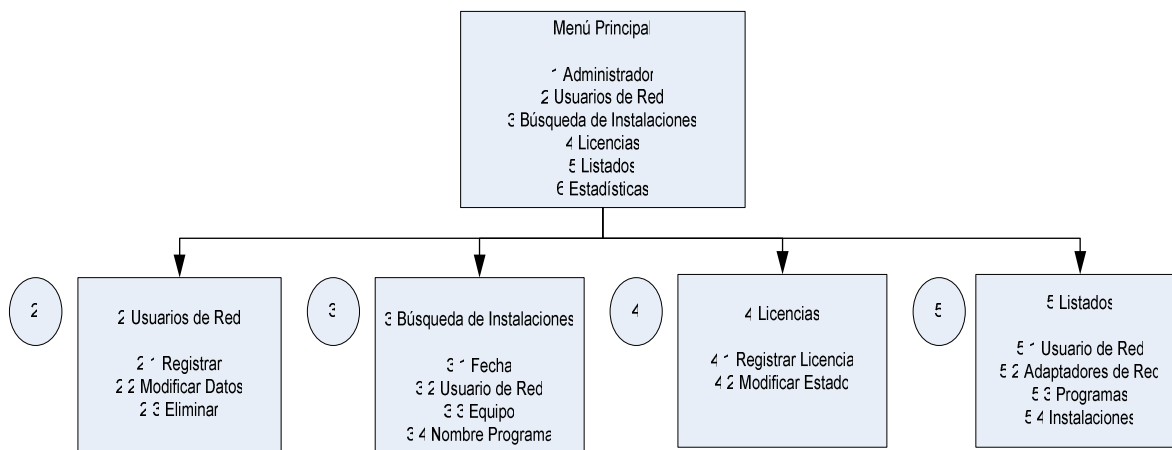 Menú Principal
1 Administrador
2 Usuarios de Red
3 Búsqueda de Instalaciones
4 Licencias
5 Listados
6 Estadísticas
2
2 Usuarios de Red
2 1 Registrar
2 2 Modificar Datos
2 3 Eliminar
3
3 Búsqueda de Instalaciones
3 1 Fecha
3 2 Usuario de Red
3 3 Equipo
3 4 Nombre Programa
4
4 Licencias
4 1 Registrar Licencia
4 2 Modificar Estado
5
5 Listados
5 1 Usuario de Red
5 2 Adaptadores de Red
5 3 Programas
5 4 Instalaciones